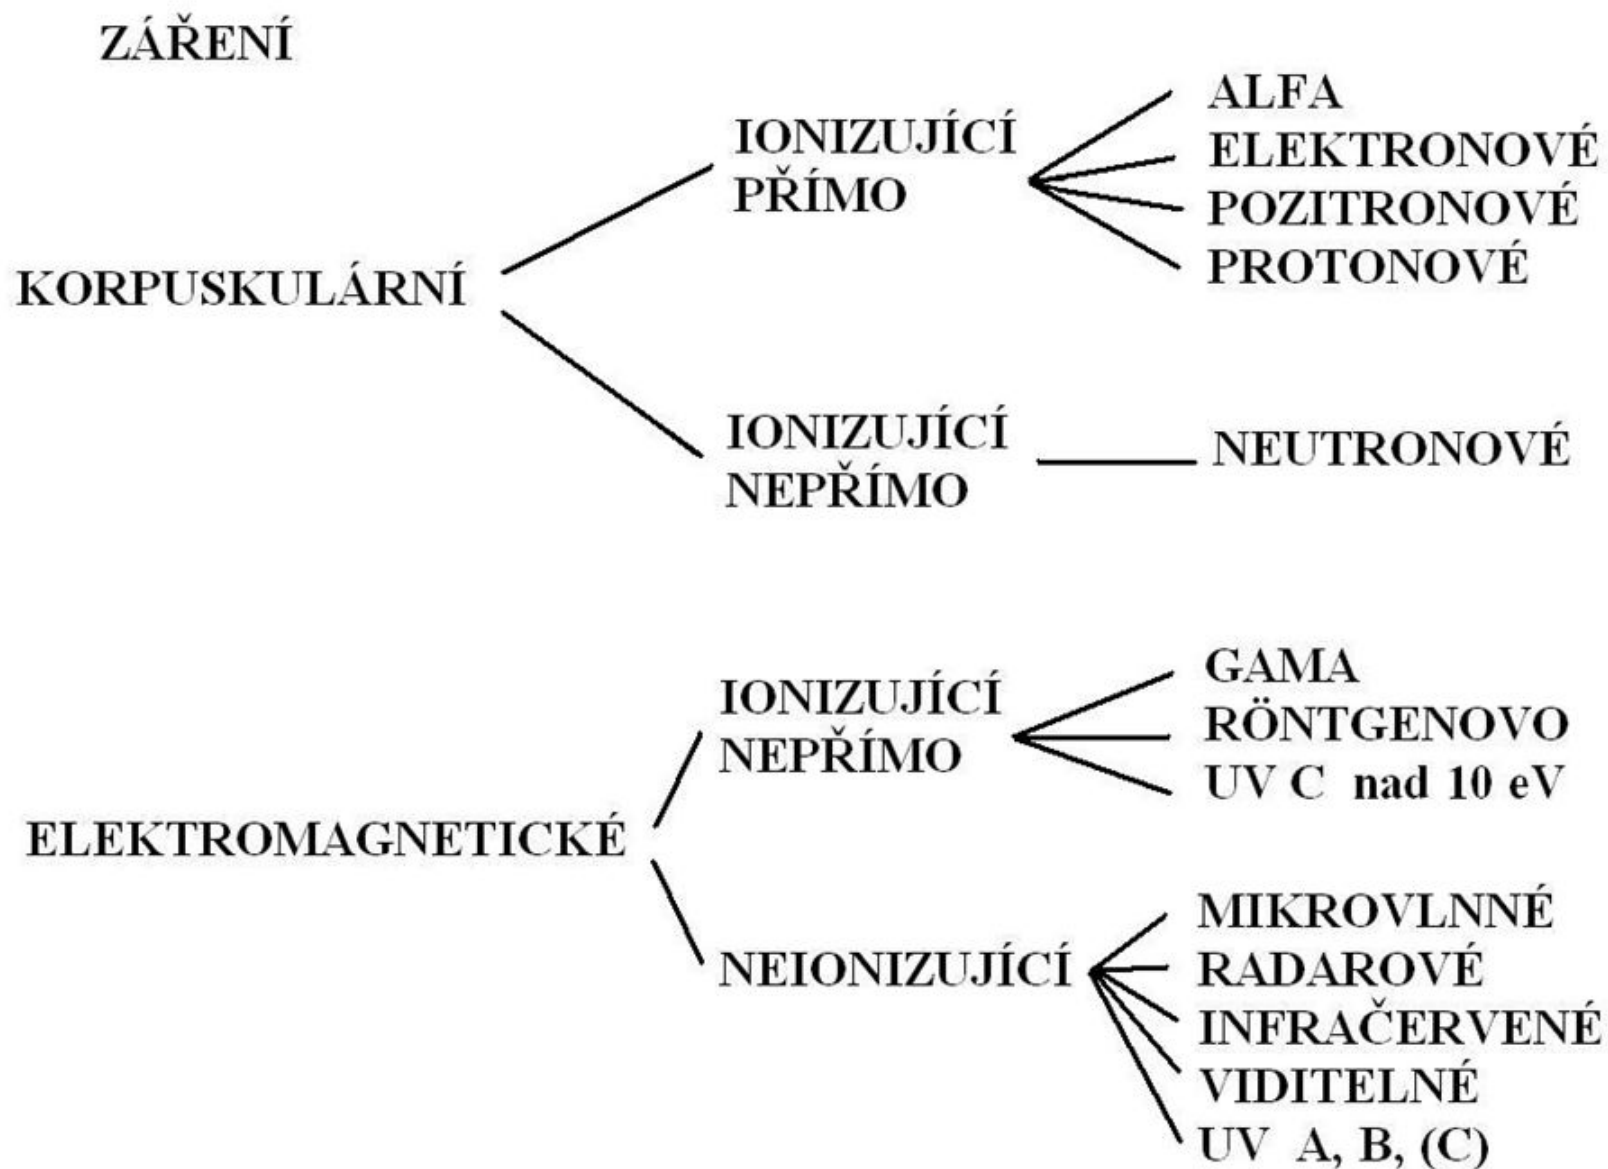 ZÁŘENÍ
KORPUSKULÁRNÍ
IONIZUJÍCÍ
PŘÍMO
ALFA
ELEKTRONOVÉ
POZITRONOVÉ
PROTONOVÉ
IONIZUJÍCÍ
NEPŘÍMO
NEUTRONOVÉ
ELEKTROMAGNETICKÉ
IONIZUJÍCÍ
NEPŘÍMO
GAMA
RÖNTGENOVO
UV C nad 10 eV
NEIONIZUJÍCÍ
MIKROVLNNÉ
RADAROVÉ
INFRAČERVENÉ
VIDITELNÉ
UV A, B, (C)